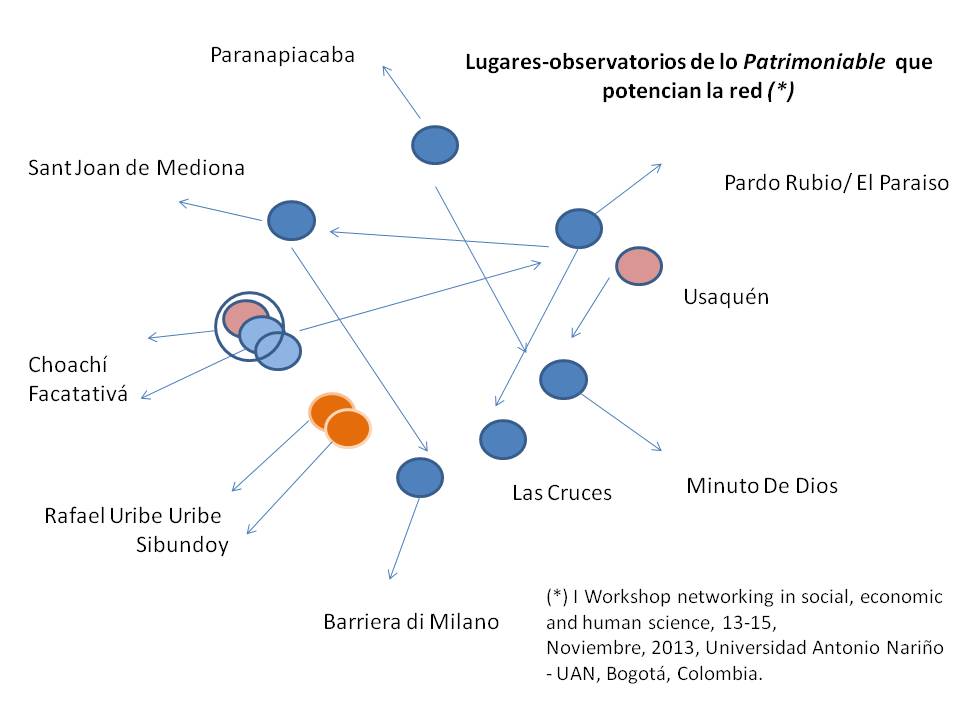 Paranapiacaba
Lugares-observatorios de lo Patrimoniable que
potencian la red (*)
Sant Joan de Mediona
Pardo Rubio/ El Paraiso
Usaquén
Choachí
Facatativá
Las Cruces
Minuto De Dios
Rafael Uribe Uribe
Sibundoy
Barriera di Milano
(*) I Workshop networking in social, economic
and human science, 13-15,
Noviembre, 2013, Universidad Antonio Nariño
- UAN, Bogotá, Colombia.